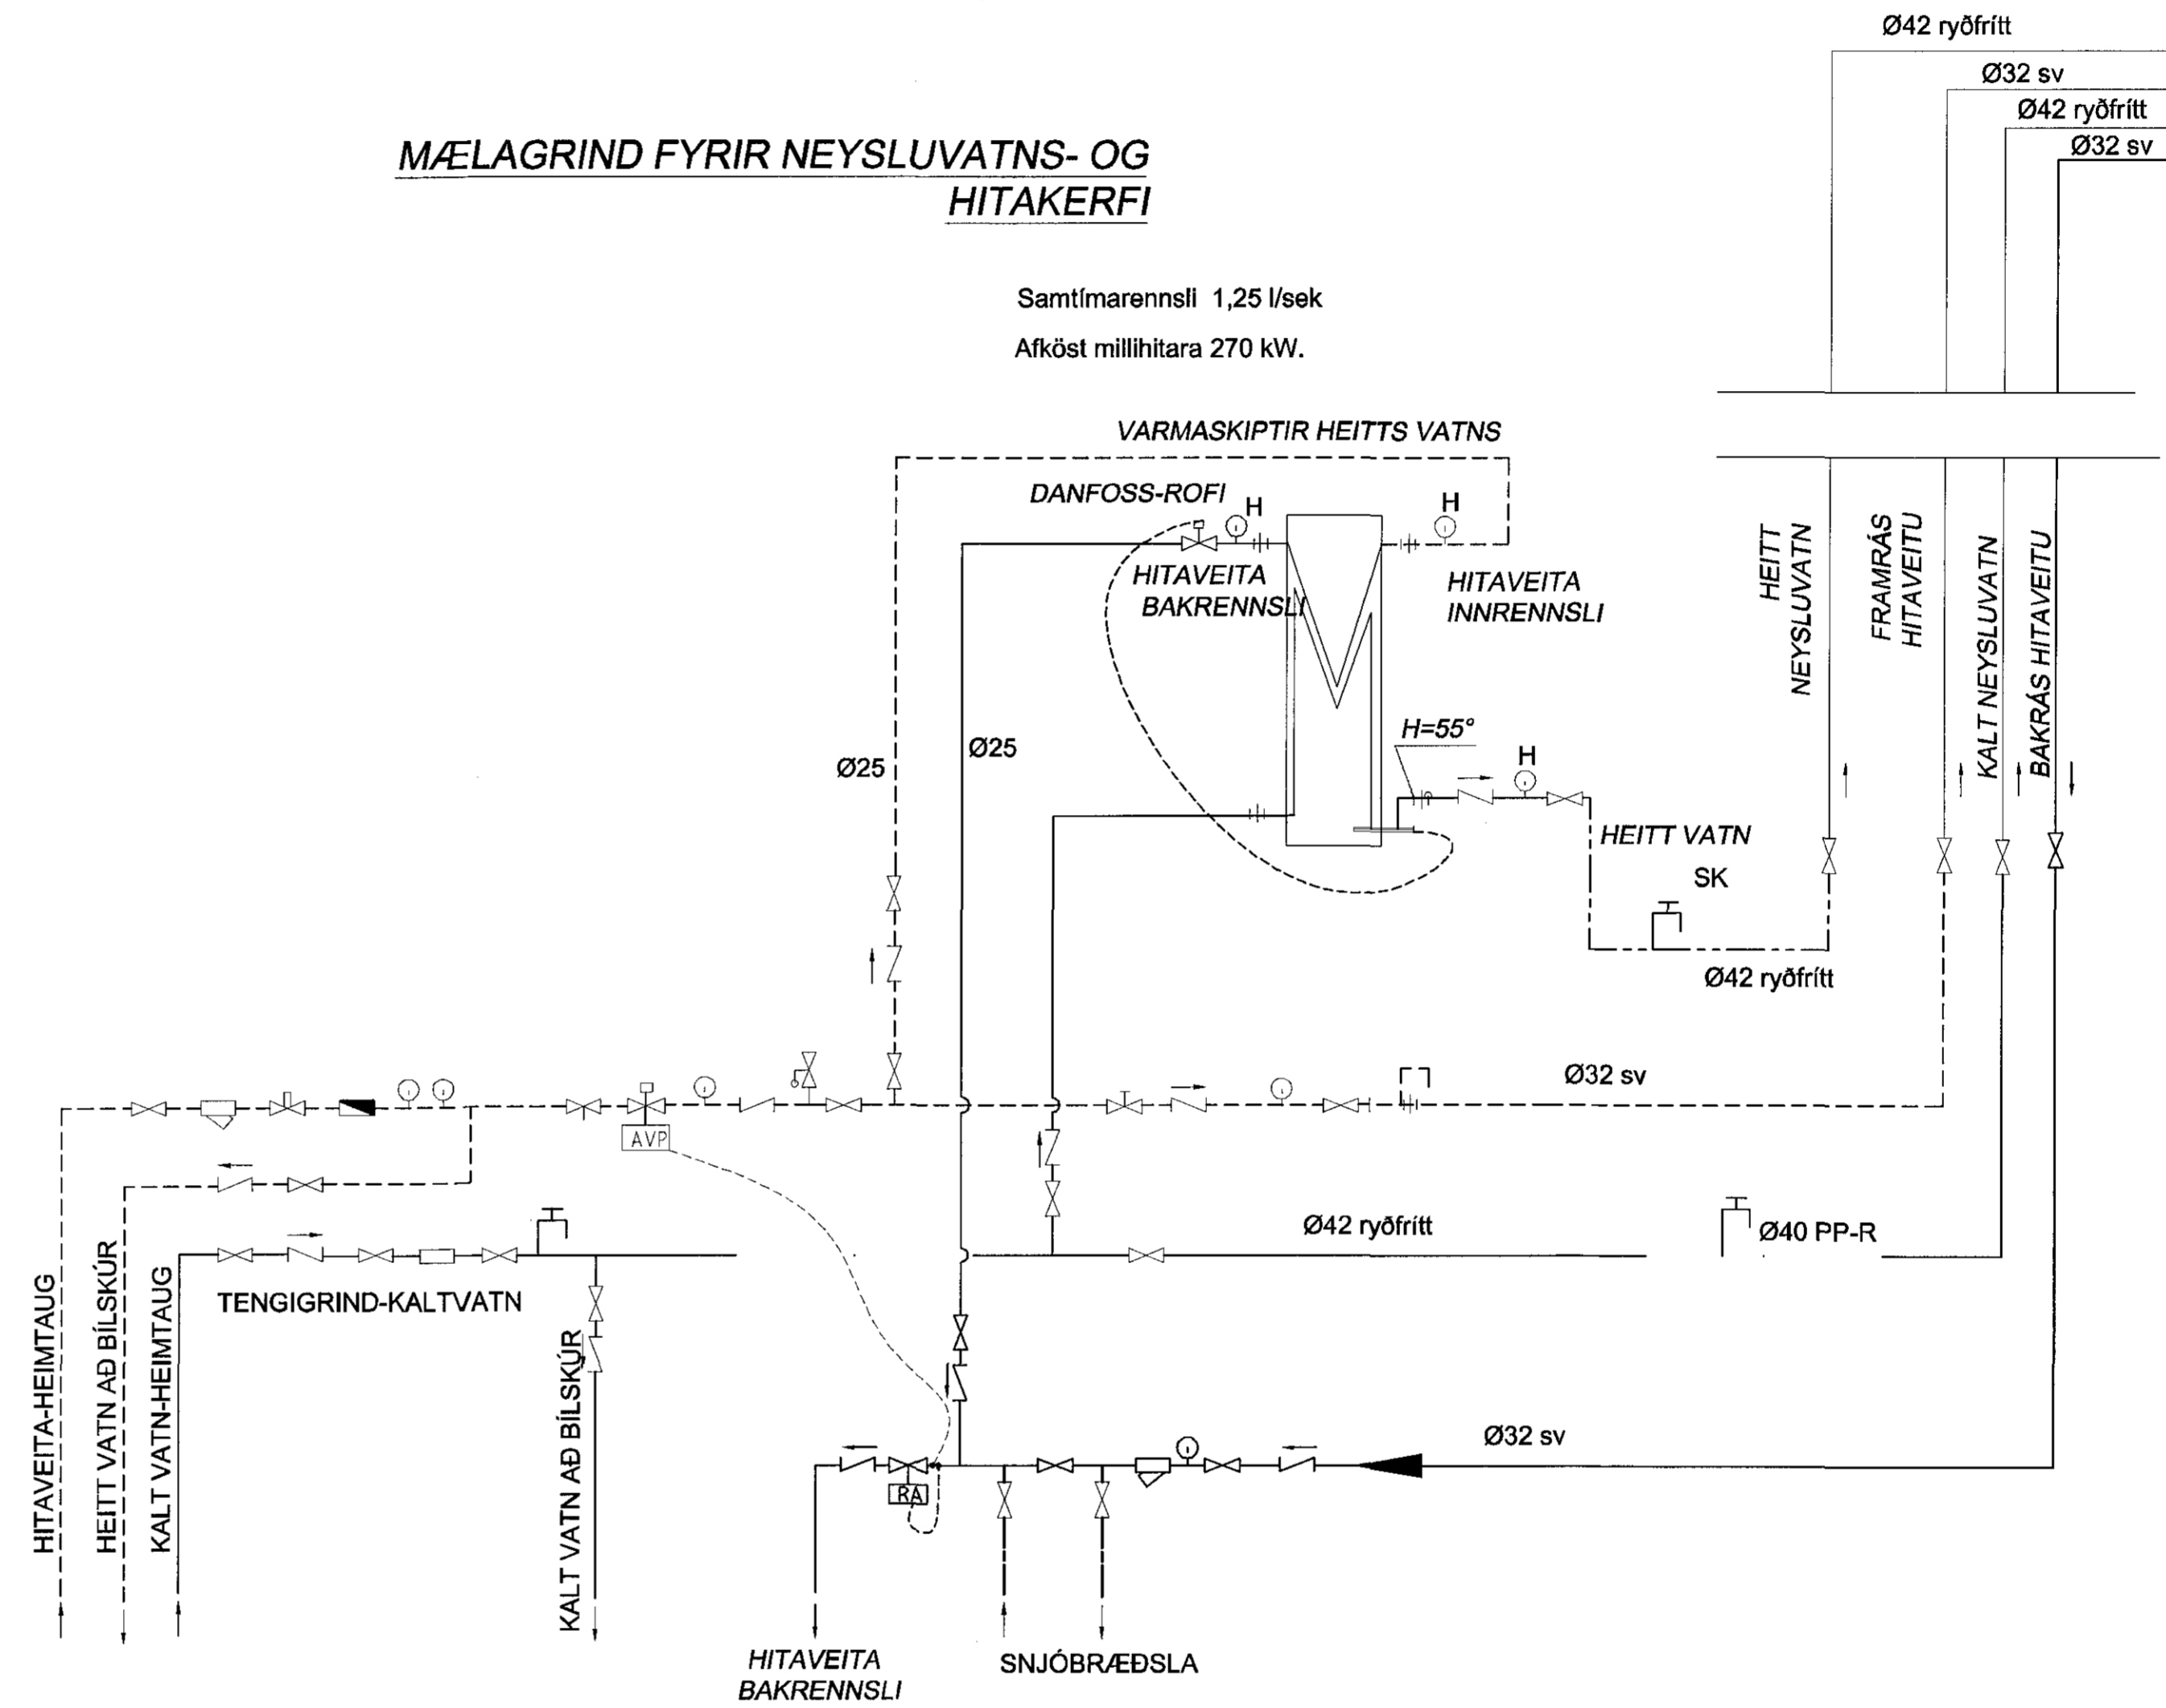 Ø42 ryðfrítt
Ø32 sv
Ø42 ryðfrítt
Ø32 sv
MÆLAGRIND FYRIR NEYSLUVATNS- OG
HITAKERFI
Samtímarennsli 1,25 l/sek
Afköst millihitara 270 kW.
VARMASKIPTIR HEITTS VATNS
DANFOSS-ROFI
H
H
HITAVEITA
BAKRENNSLI
HITAVEITA
INNRENNSLI
HEITT
NEYSLUVATN
FRAMRÁS
HITAVEITU
KALT NEYSLUVATN
BAKRÁS HITAVEITU
Ø25
Ø25
H=55°
H
HEITT VATN
SK
Ø42 ryðfrítt
Ø32 sv
AVP
Ø42 ryðfrítt
Ø40 PP-R
TENGIGRIND-KALTVATN
HITAVEITA-HEIMTAUG
HEITT VATN AÐ BÍLSKÚR
KALT VATN-HEIMTAUG
KALT VATN AÐ BÍLSKÚR
Ø32 sv
RA
HITAVEITA
BAKRENNSLI
SNJÓBRÆÐSLA